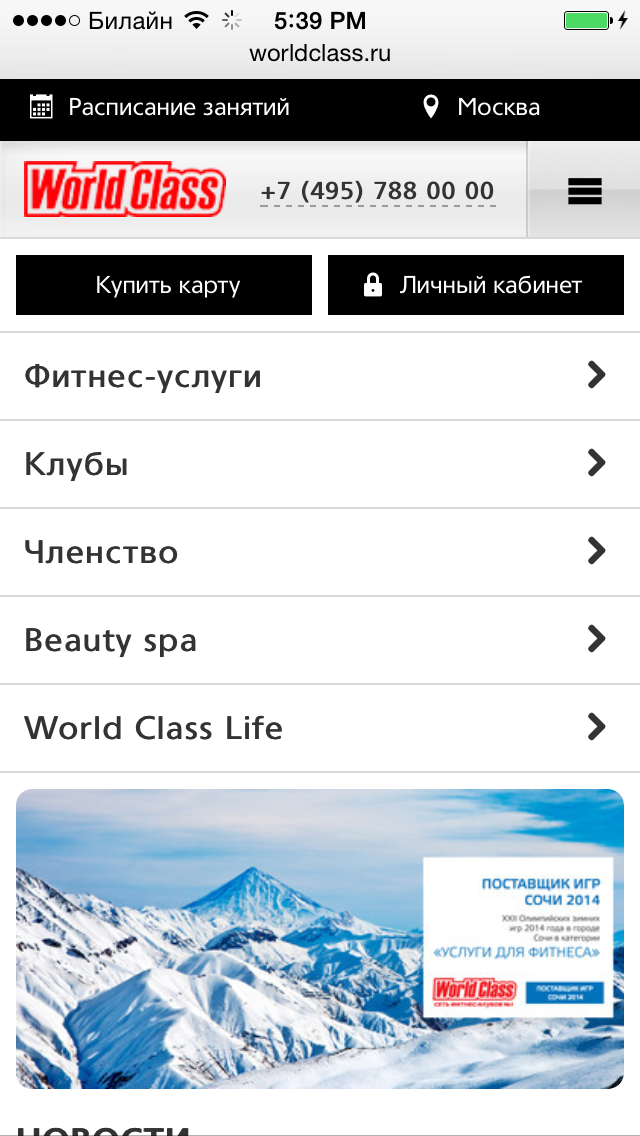 Билайн 5:39 PM
worldclass.ru
Расписание занятий Москва
World Class +7 (495) 788 00 00
Купить карту Личный кабинет
Фитнес-услуги
Клубы
Членство
Beauty spa
World Class Life
ПОСТАВЩИК ИГР
СОЧИ 2014
XXII Олимпийских зимних
игр 2014 года в городе
Сочи в категории
«УСЛУГИ ДЛЯ ФИТНЕСА»
World Class
СЕТЬ ФИТНЕС-КЛУБОВ №1
ПОСТАВЩИК ИГР
СОЧИ 2014
НОВОСТИ